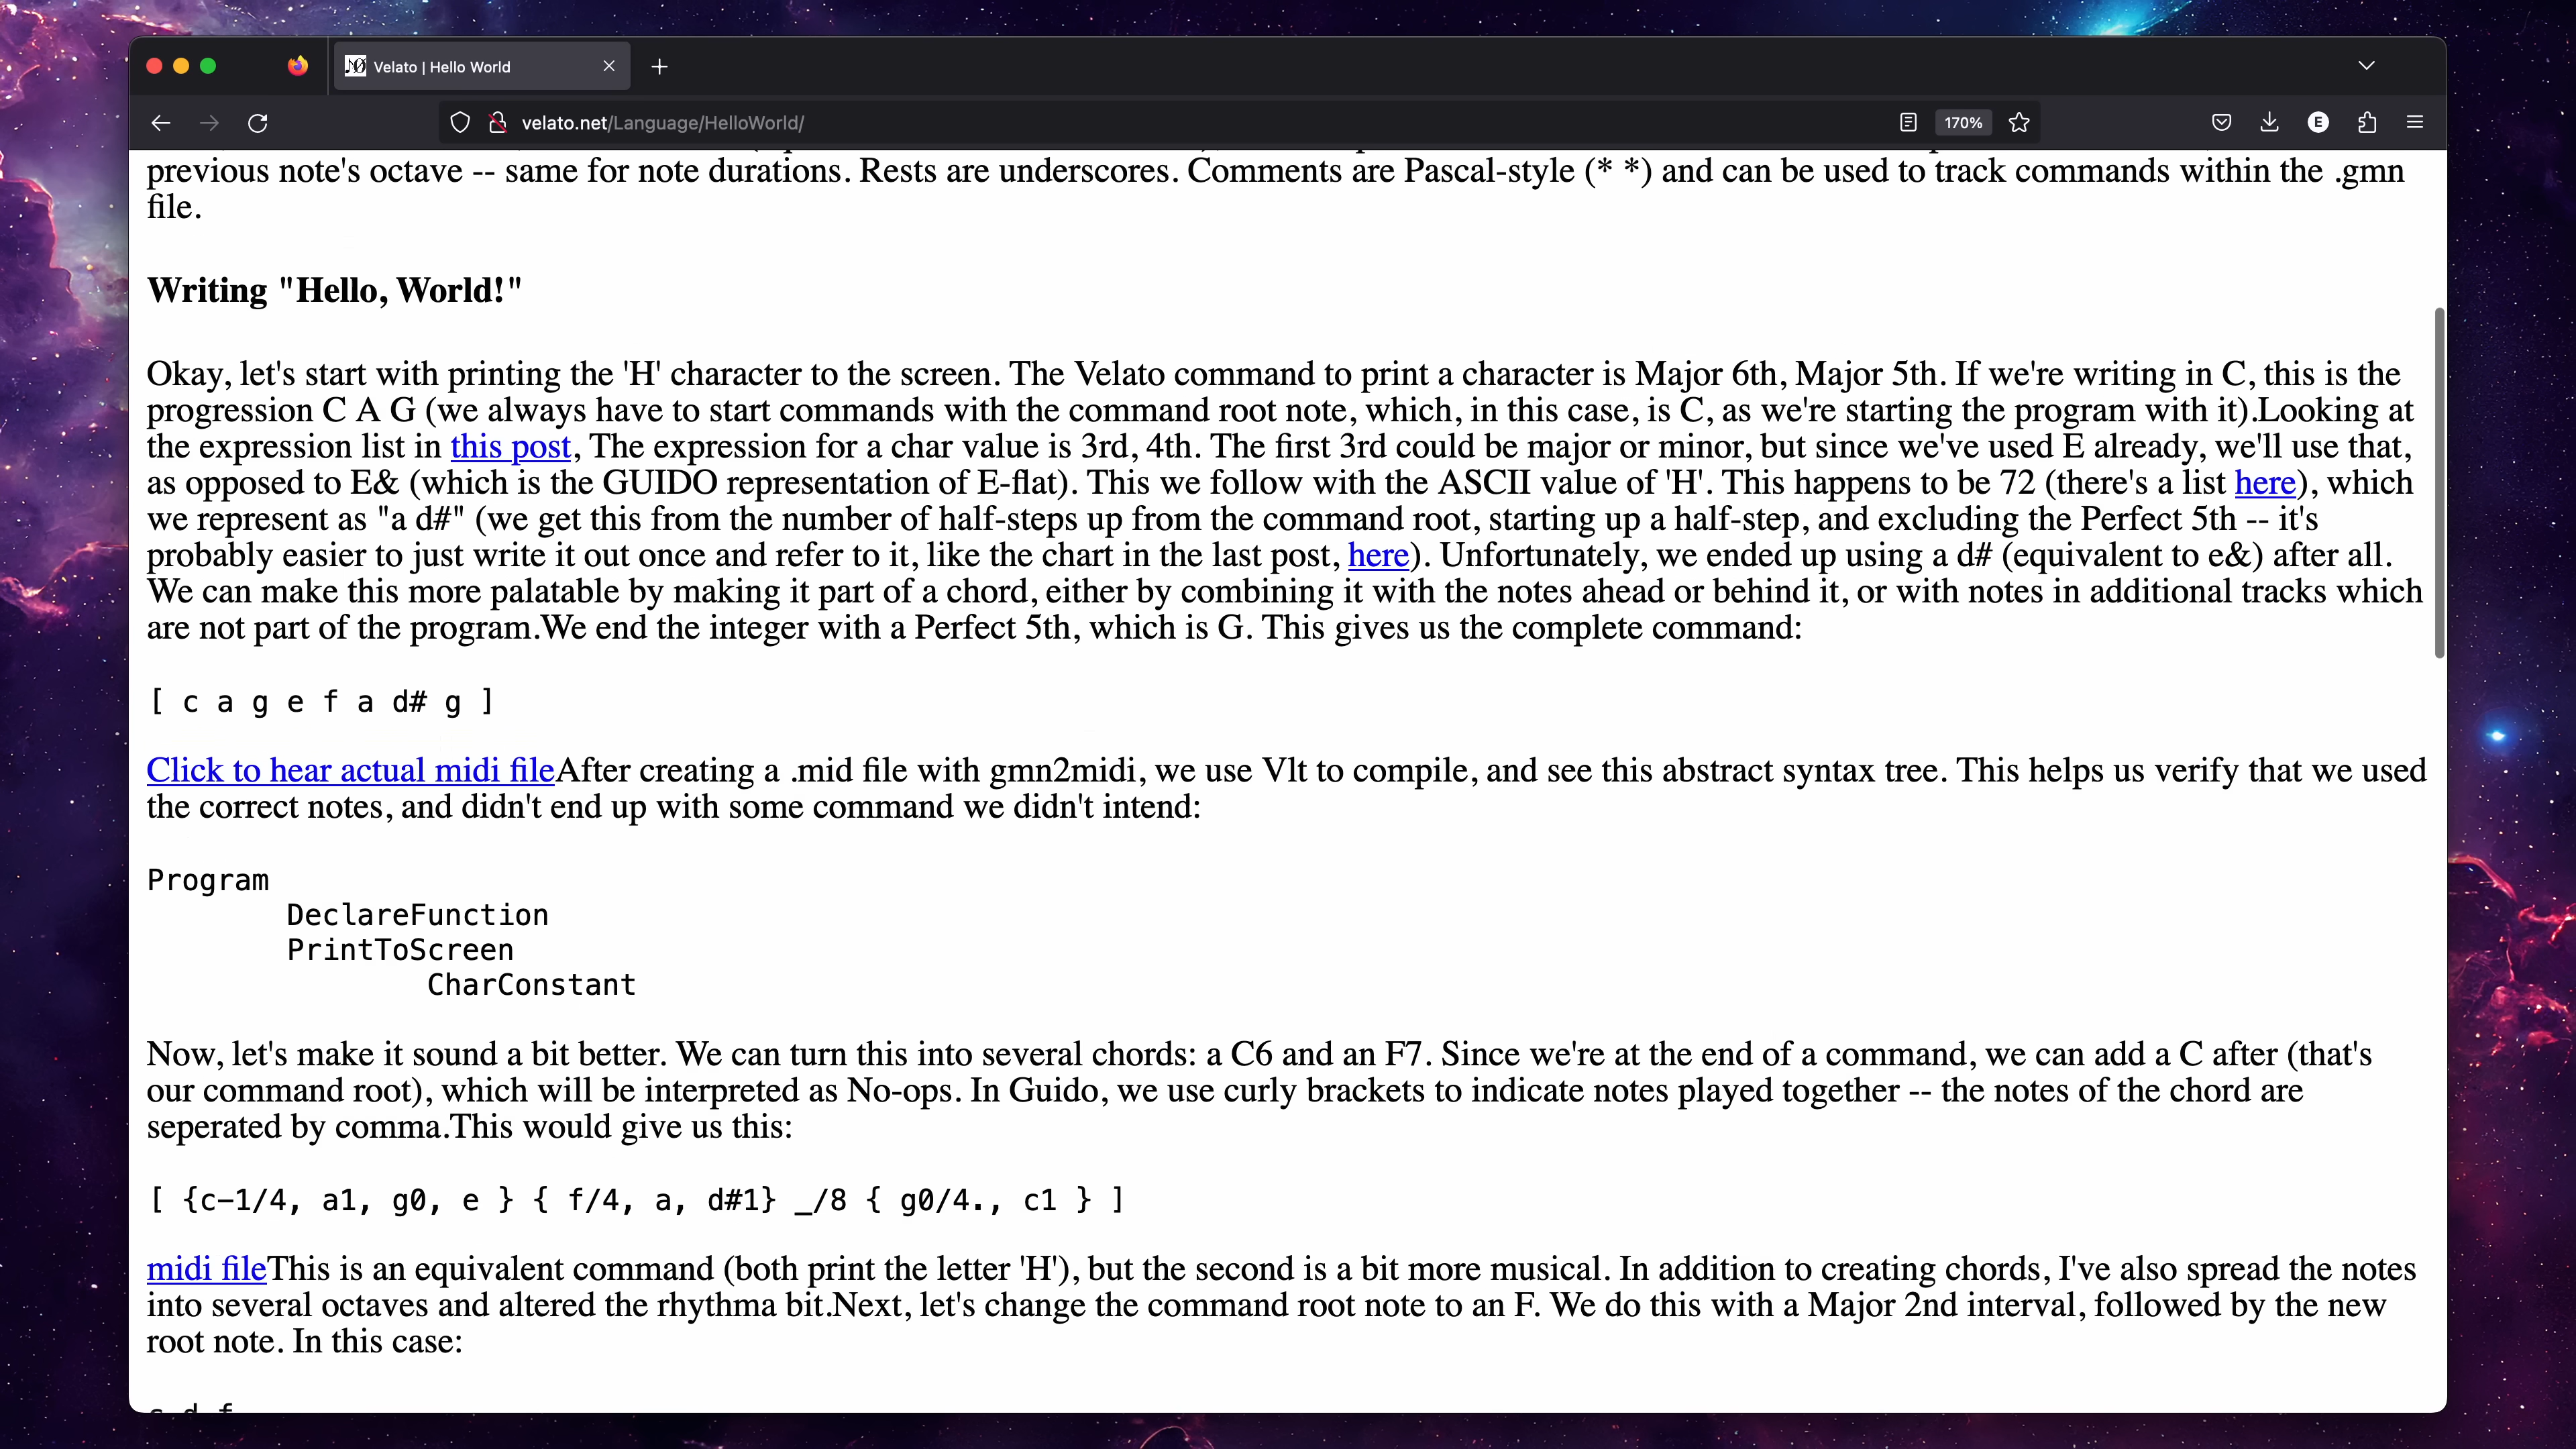 Velato | Hello World
velato.net/Language/HelloWorld/
170%
E
previous note's octave -- same for note durations. Rests are underscores. Comments are Pascal-style (* *) and can be used to track commands within the .gmn
file.
Writing "Hello, World!"
Okay, let's start with printing the 'H' character to the screen. The Velato command to print a character is Major 6th, Major 5th. If we're writing in C, this is the
progression C A G (we always have to start commands with the command root note, which, in this case, is C, as we're starting the program with it).Looking at
the expression list in this post, The expression for a char value is 3rd, 4th. The first 3rd could be major or minor, but since we've used E already, we'll use that,
as opposed to E& (which is the GUIDO representation of E-flat). This we follow with the ASCII value of 'H'. This happens to be 72 (there's a list here), which
we represent as "a d#" (we get this from the number of half-steps up from the command root, starting up a half-step, and excluding the Perfect 5th -- it's
probably easier to just write it out once and refer to it, like the chart in the last post, here). Unfortunately, we ended up using a d# (equivalent to e&) after all.
We can make this more palatable by making it part of a chord, either by combining it with the notes ahead or behind it, or with notes in additional tracks which
are not part of the program.We end the integer with a Perfect 5th, which is G. This gives us the complete command:
[ c a g e f a d# g ]
Click to hear actual midi fileAfter creating a .mid file with gmn2midi, we use Vlt to compile, and see this abstract syntax tree. This helps us verify that we used
the correct notes, and didn't end up with some command we didn't intend:
Program
DeclareFunction
PrintToScreen
CharConstant
Now, let's make it sound a bit better. We can turn this into several chords: a C6 and an F7. Since we're at the end of a command, we can add a C after (that's
our command root), which will be interpreted as No-ops. In Guido, we use curly brackets to indicate notes played together -- the notes of the chord are
seperated by comma.This would give us this:
[ {c-1/4, a1, g0, e } { f/4, a, d#1} _/8 { g0/4., c1 } ]
midi fileThis is an equivalent command (both print the letter 'H'), but the second is a bit more musical. In addition to creating chords, I've also spread the notes
into several octaves and altered the rhythma bit.Next, let's change the command root note to an F. We do this with a Major 2nd interval, followed by the new
root note. In this case: